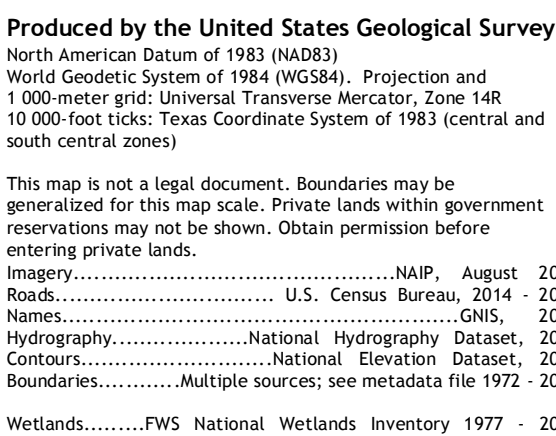 Produced by the United States Geological Survey
North American Datum of 1983 (NAD83)
World Geodetic System of 1984 (WGS84). Projection and
1 000-meter grid: Universal Transverse Mercator, Zone 14R
10 000-foot ticks: Texas Coordinate System of 1983 (central and
south central zones)
This map is not a legal document. Boundaries may be
generalized for this map scale. Private lands within government
reservations may not be shown. Obtain permission before
entering private lands.
Imagery..............................................NAIP, August 20
Roads................................ U.S. Census Bureau, 2014 - 20
Names.........................................................GNIS, 20
Hydrography....................National Hydrography Dataset, 20
Contours............................National Elevation Dataset, 20
Boundaries............Multiple sources; see metadata file 1972 - 20
Wetlands.........FWS National Wetlands Inventory 1977 - 20